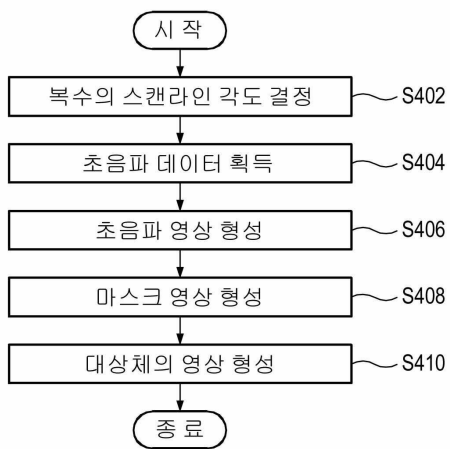 시 작
복수의 스캔라인 각도 결정 S402
초음파 데이터 획득 S404
초음파 영상 형성 S406
마스크 영상 형성 S408
대상체의 영상 형성 S410
종 료